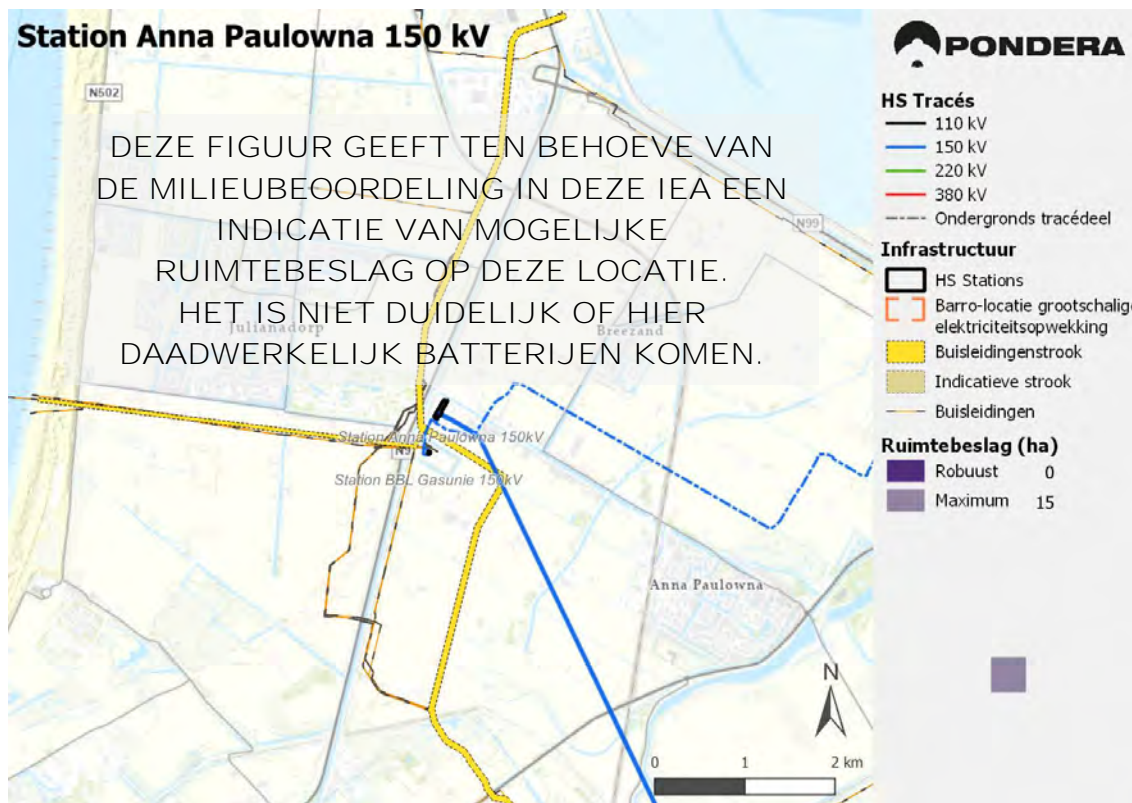 Station Anna Paulowna 150 kV
N502
DEZE FIGUUR GEEFT TEN BEHOEVE VAN
DE MILIEUBEOORDELING IN DEZE IEA EEN
INDICATIE VAN MOGELIJKE
RUIMTEBESLAG OP DEZE LOCATIE.
HET IS NIET DUIDELIJK OF HIER
DAADWERKELIJK BATTERIJEN KOMEN.
N99
Julianadorp
Breezand
Station Anna Paulowna 150kV
N9
Station BBL Gasunie 150kV
Anna Paulowna
N
0 1 2 km
PONDERA
HS Tracés
110 kV
150 kV
220 kV
380 kV
Ondergronds tracédeel
Infrastructuur
HS Stations
Barro-locatie grootschalige
elektriciteitsopwekking
Buisleidingenstrook
Indicatieve strook
Buisleidingen
Ruimtebeslag (ha)
Robuust 0
Maximum 15